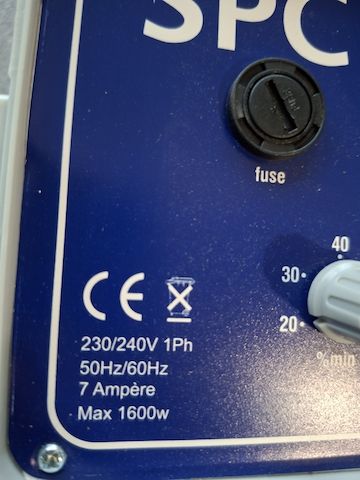 SPC
fuse
40
30
20
% min
CE
230/240V 1Ph
50Hz/60Hz
7 Ampère
Max 1600w